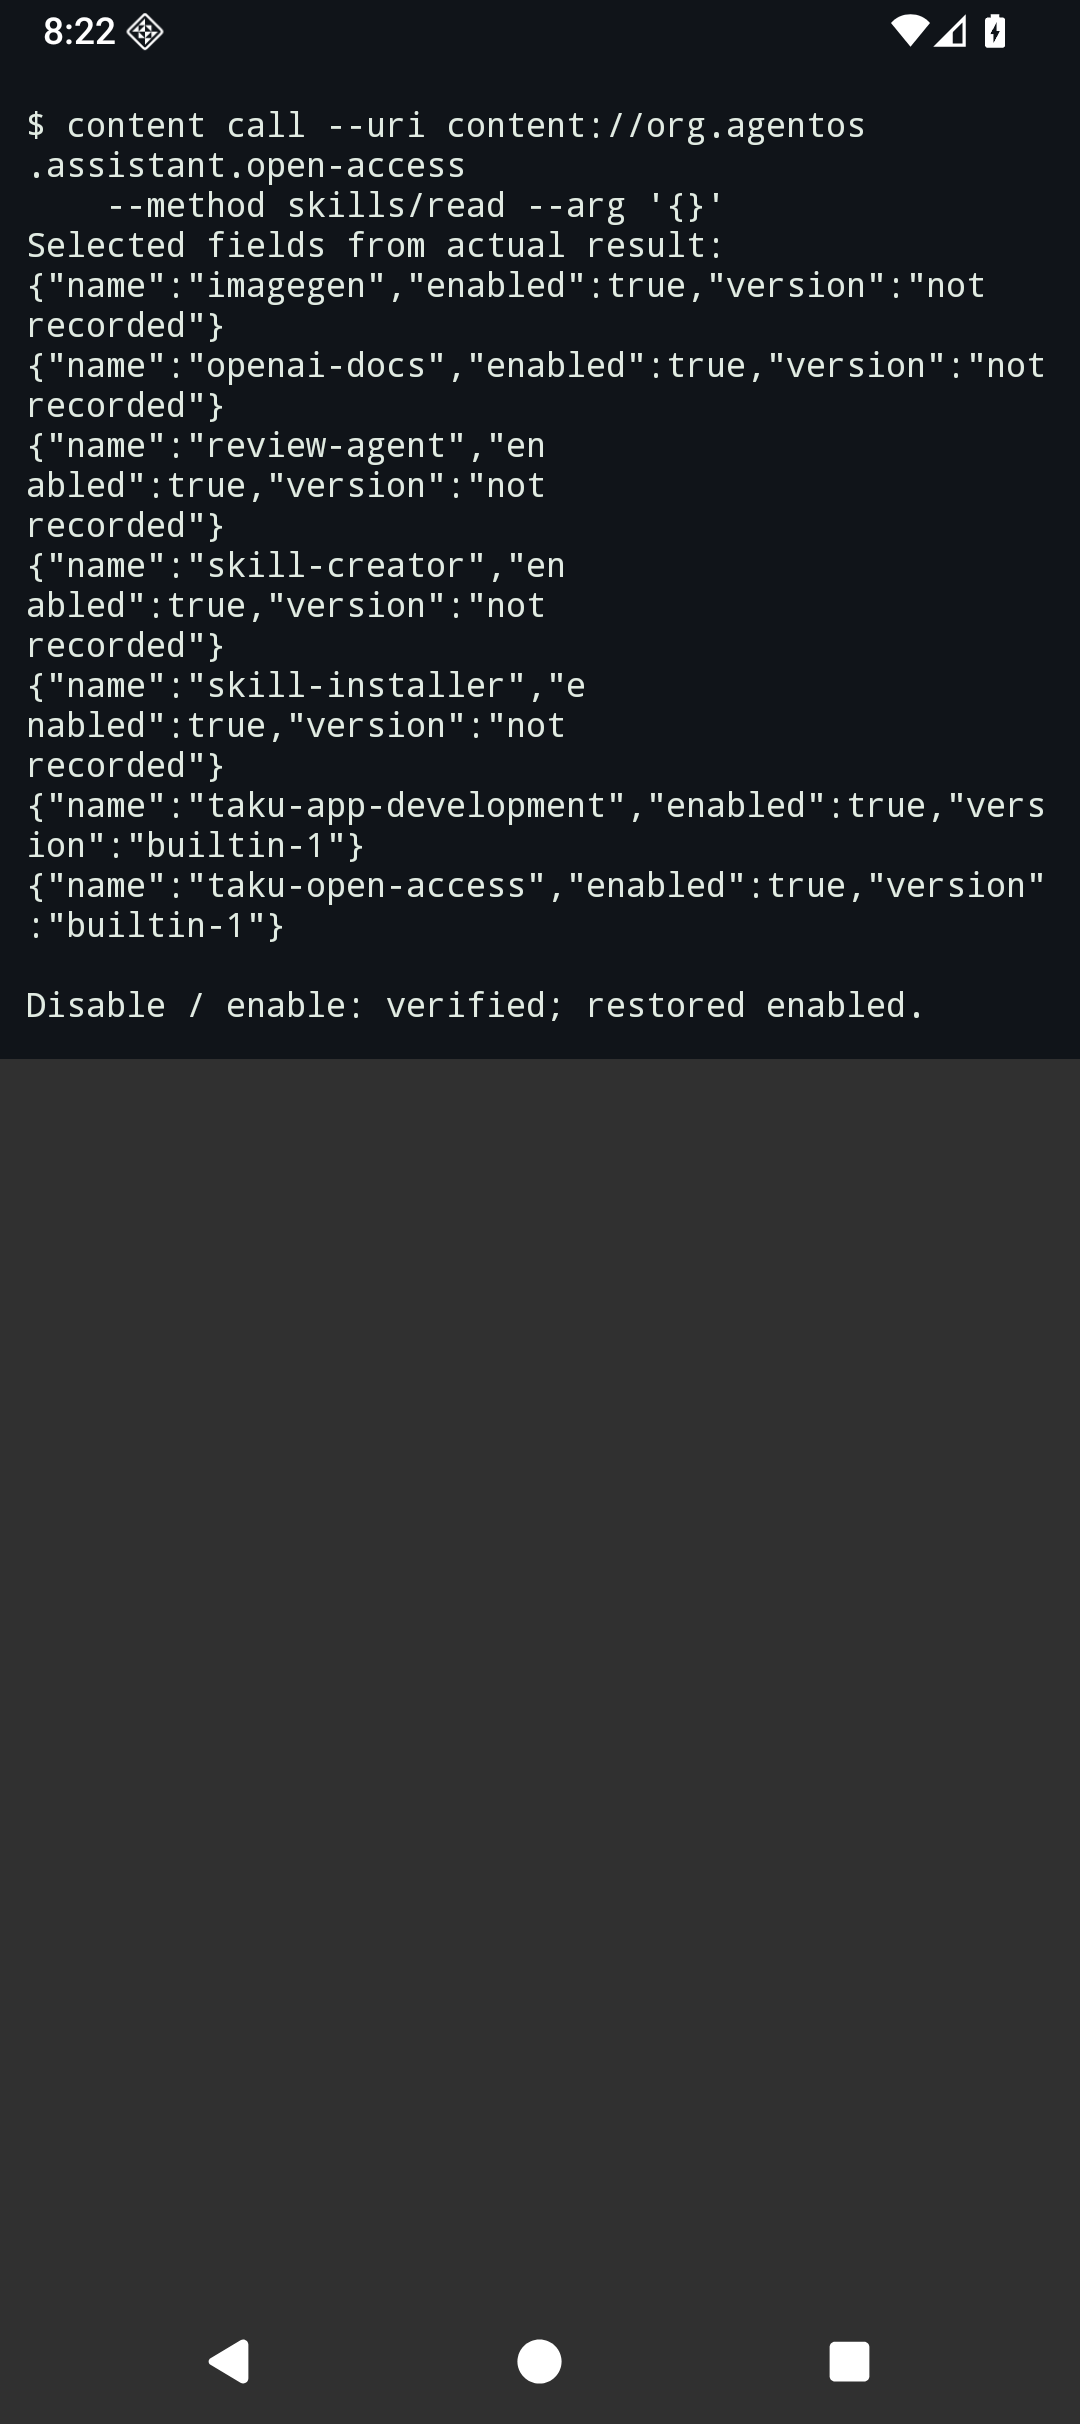 8:22
$ content call --uri content://org.agentos
.assistant.open-access
    --method skills/read --arg '{}'
Selected fields from actual result:
{"name":"imagegen","enabled":true,"version":"not
recorded"}
{"name":"openai-docs","enabled":true,"version":"not
recorded"}
{"name":"review-agent","en
abled":true,"version":"not
recorded"}
{"name":"skill-creator","en
abled":true,"version":"not
recorded"}
{"name":"skill-installer","e
nabled":true,"version":"not
recorded"}
{"name":"taku-app-development","enabled":true,"vers
ion":"builtin-1"}
{"name":"taku-open-access","enabled":true,"version"
:"builtin-1"}
Disable / enable: verified; restored enabled.